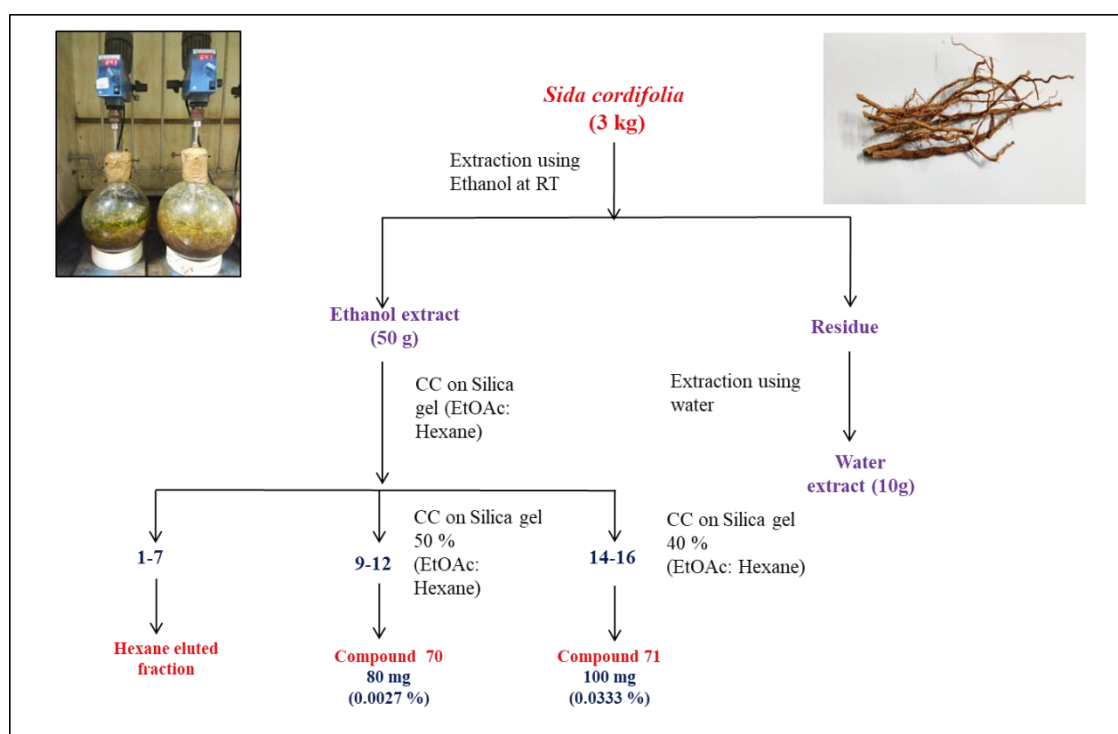 Sida cordifolia
(3 kg)
Extraction using
Ethanol at RT
Ethanol extract
(50 g)
Residue
CC on Silica
gel (EtOAc:
Hexane)
Extraction using
water
Water
extract (10g)
1-7
9-12
CC on Silica gel
50 %
(EtOAc:
Hexane)
14-16
CC on Silica gel
40 %
(EtOAc: Hexane)
Hexane eluted
fraction
Compound 70
80 mg
(0.0027 %)
Compound 71
100 mg
(0.0333 %)